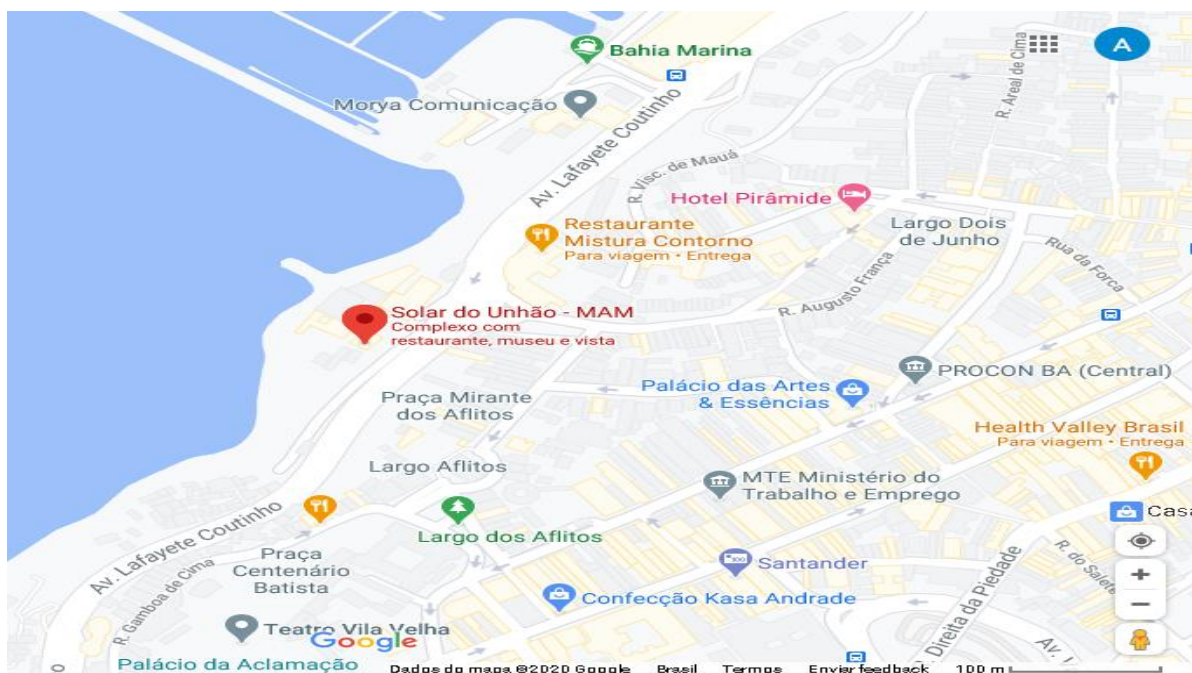 Bahia Marina
A
R. Areal de Cima
Morya Comunicação
Av. Lafayete Coutinho
R. Visc. de Mauá
Hotel Pirâmide
Restaurante
Mistura Contorno
Para viagem • Entrega
Largo Dois
de Junho
Rua da Força
R. Augusto França
Solar do Unhão - MAM
Complexo com
restaurante, museu e vista
PROCON BA (Central)
Palácio das Artes
& Essências
Praça Mirante
dos Aflitos
Health Valley Brasil
Para viagem • Entrega
Largo Aflitos
MTE Ministério do
Trabalho e Emprego
Av. Lafayete Coutinho
Casa
Largo dos Aflitos
Praça
Centenário
Batista
Santander
R. do Salete
R. Gamboa de Cima
Confecção Kasa Andrade
Direita da Piedade
Teatro Vila Velha
Google
Av. J
Palácio da Aclamação
o
Dados do mapa ©2020 Google Brasil Termos Enviar feedback 100 m